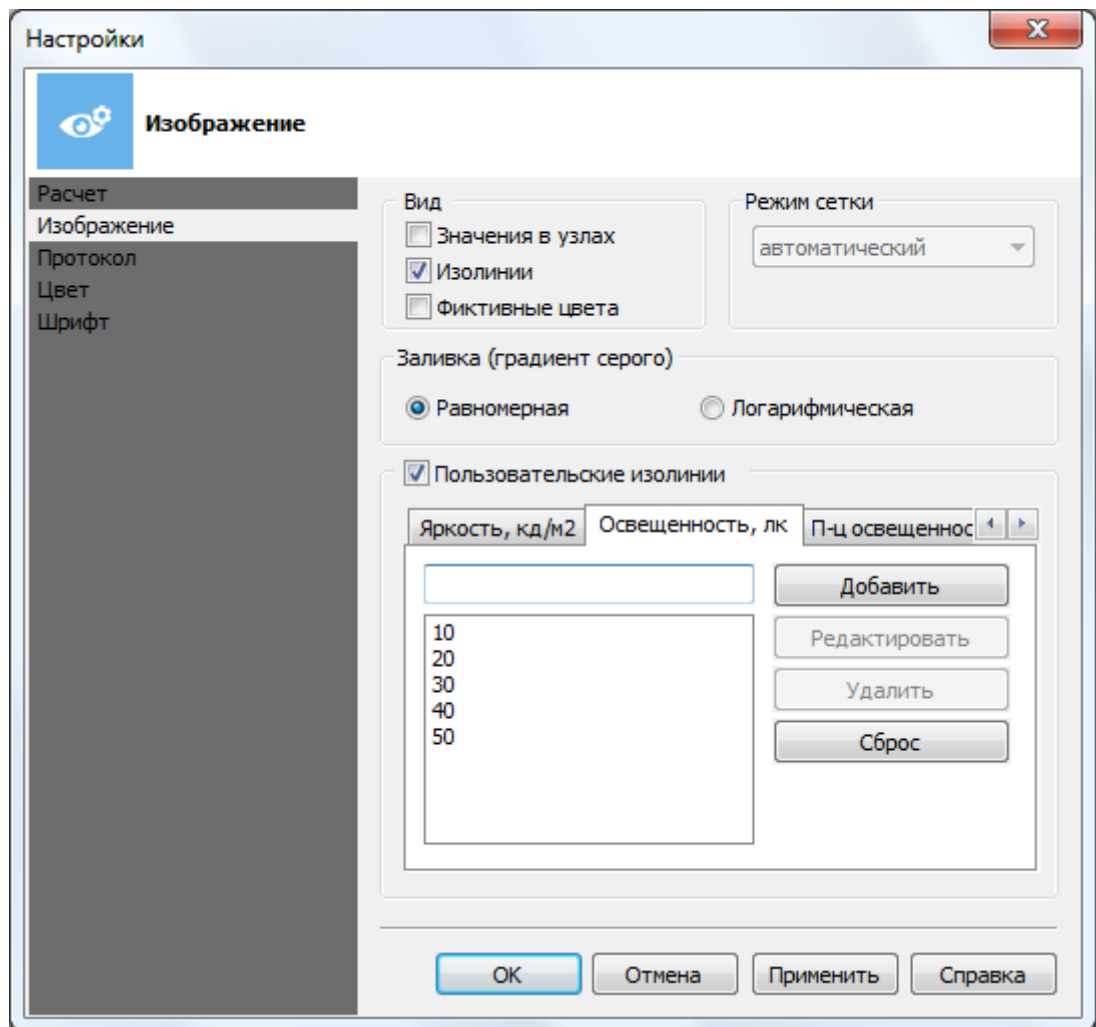 Настройки
Изображение
Расчет
Изображение
Протокол
Цвет
Шрифт
Вид
Значения в узлах
Изолинии
Фиктивные цвета
Режим сетки
автоматический
Заливка (градиент серого)
Равномерная
Логарифмическая
Пользовательские изолинии
Яркость, кд/м2 Освещенность, лк П-ц освещеннос
Добавить
Редактировать
Удалить
Сброс
10
20
30
40
50
OK Отмена Применить Справка